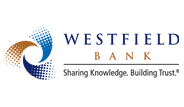 WESTFIELD
BANK
Sharing Knowledge. Building Trust.®